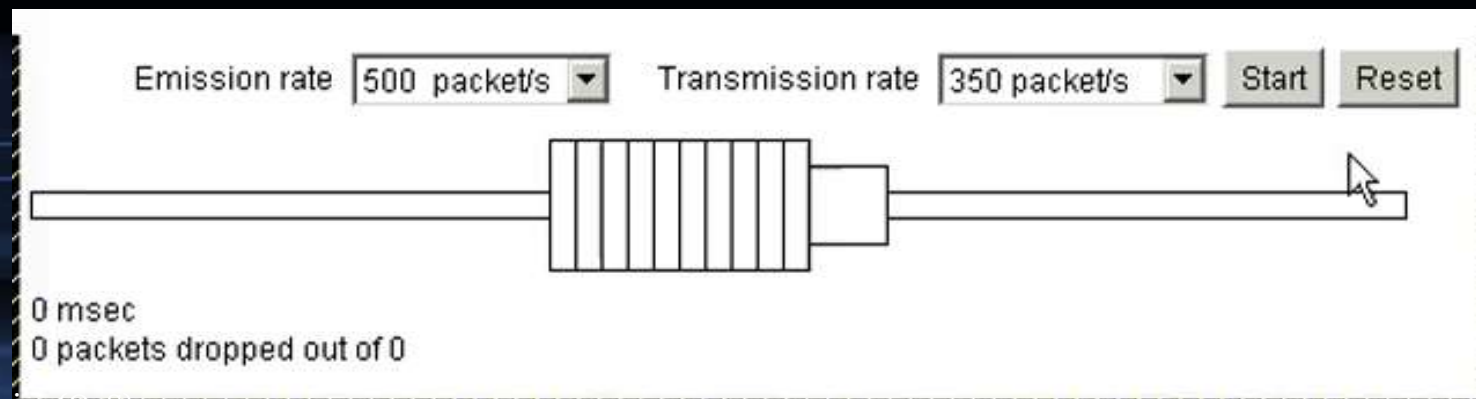 Emission rate 500 packet/s Transmission rate 350 packet/s Start Reset
0 msec
0 packets dropped out of 0